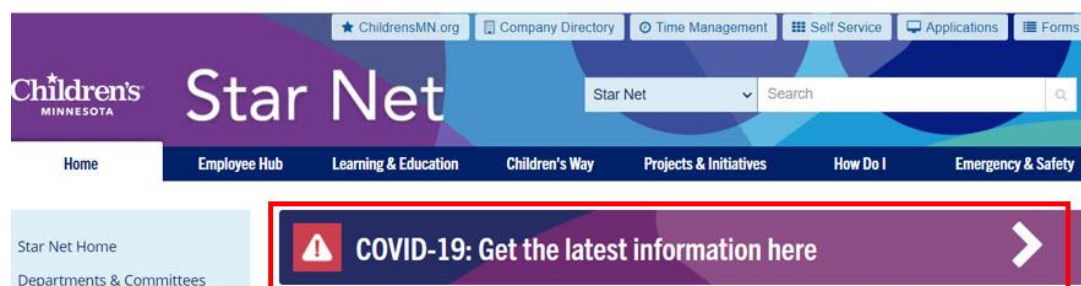 ChildrensMN.org Company Directory Time Management Self Service Applications Forms
Children's
MINNESOTA
Star Net
Star Net Search
Home Employee Hub Learning & Education Children's Way Projects & Initiatives How Do I Emergency & Safety
Star Net Home
COVID-19: Get the latest information here
Departments & Committees